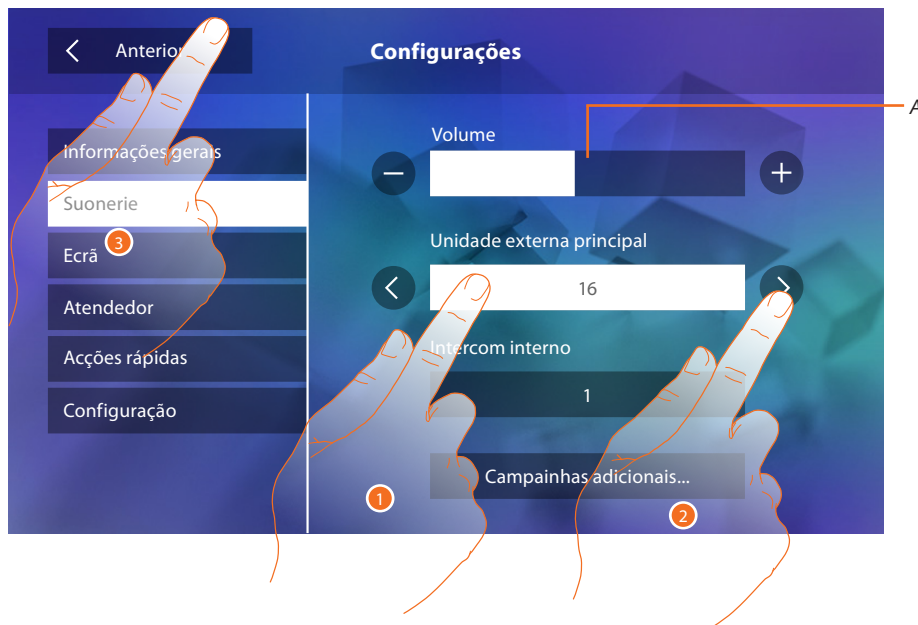 Anterior
Configurações
A
Volume
Informações gerais
Suonerie
Ecrã
Atendedor
Acções rápidas
Configuração
Unidade externa principal
16
Intercom interno
1
Campainhas adicionais...
3
1
2